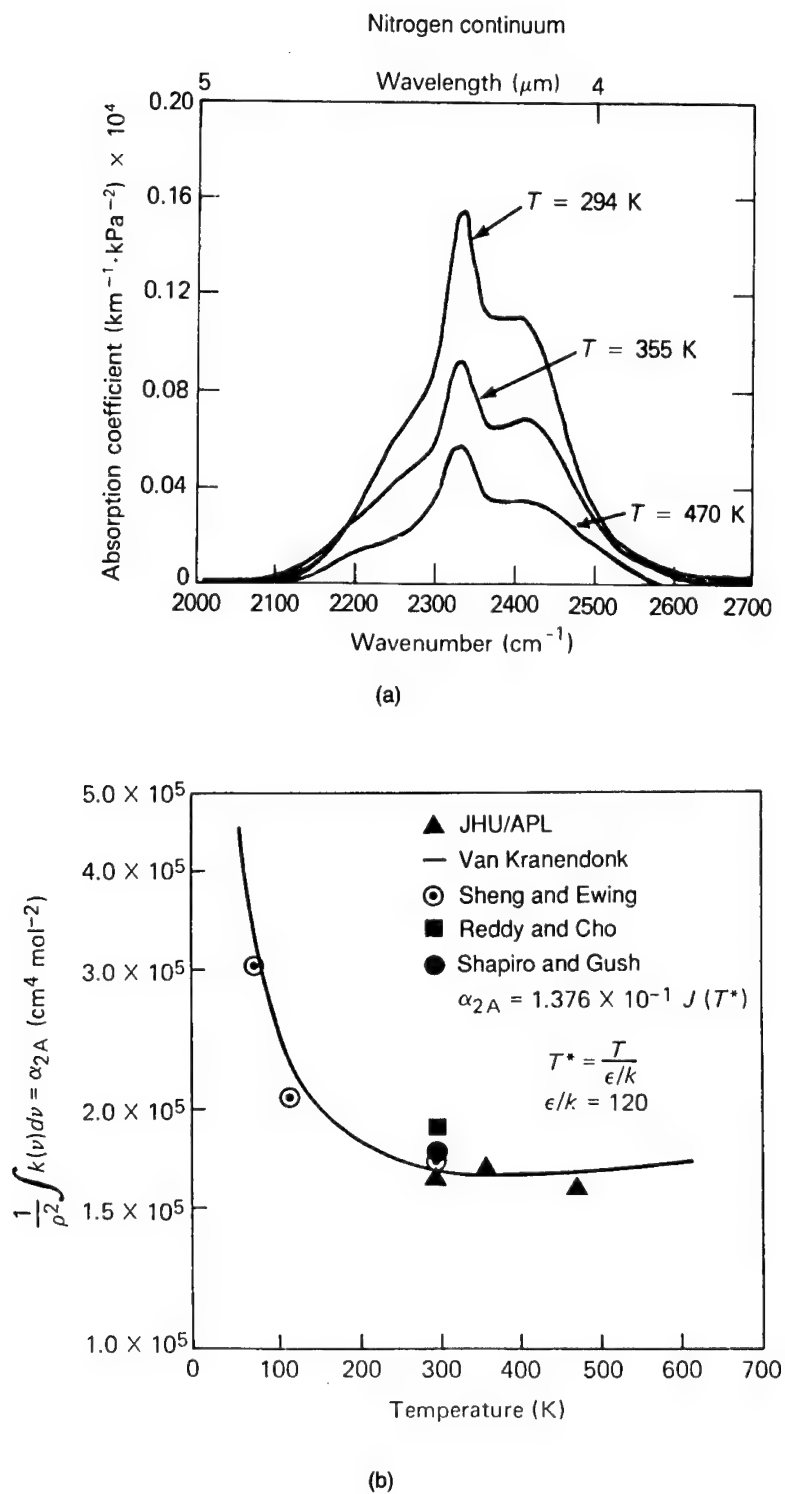 Nitrogen continuum
Wavelength (μm)
5 4
Absorption coefficient (km⁻¹·kPa⁻²) × 10⁴
0.20
0.16
0.12
0.08
0.04
0
T = 294 K
T = 355 K
T = 470 K
2000 2100 2200 2300 2400 2500 2600 2700
Wavenumber (cm⁻¹)
(a)
1/ρ² ∫k(ν)dν = α₂A (cm⁴ mol⁻²)
5.0 × 10⁵
4.0 × 10⁵
3.0 × 10⁵
2.0 × 10⁵
1.5 × 10⁵
1.0 × 10⁵
▲ JHU/APL
— Van Kranendonk
⊙ Sheng and Ewing
■ Reddy and Cho
● Shapiro and Gush
α₂A = 1.376 × 10⁻¹ J (T*)
T* = T/ϵ/k
ϵ/k = 120
0 100 200 300 400 500 600 700
Temperature (K)
(b)